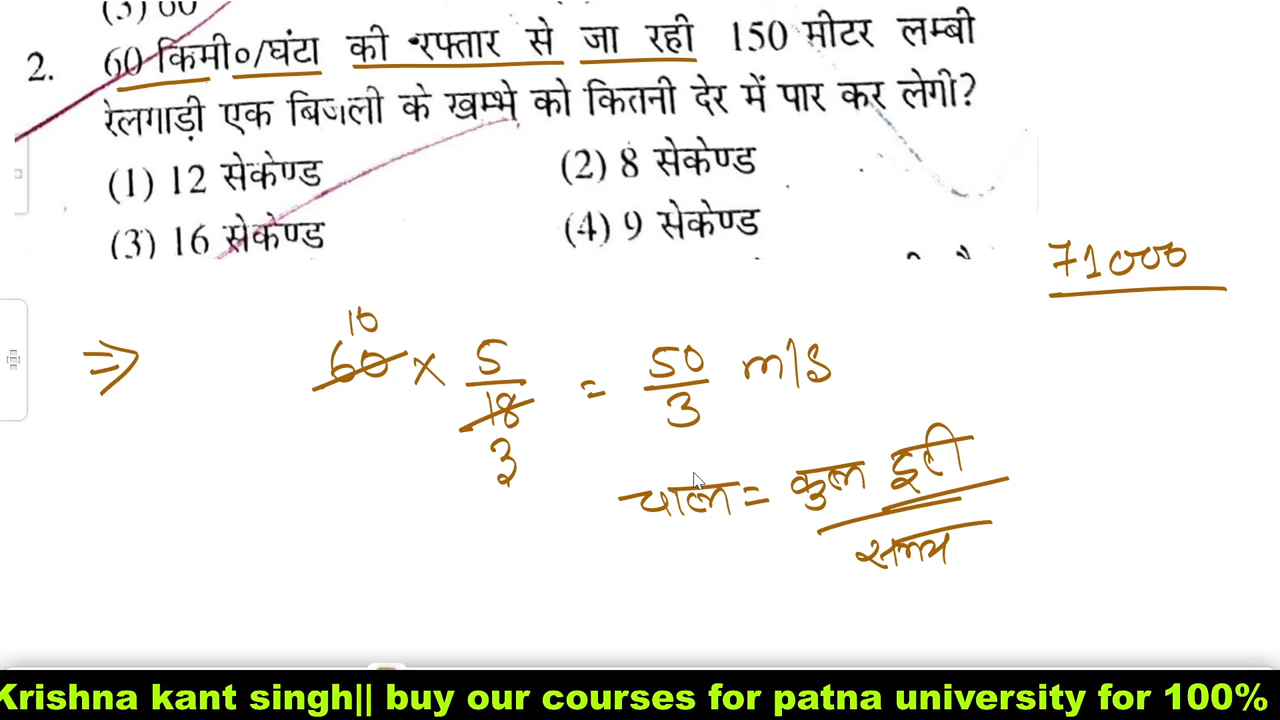 (3) 60
2. 60 किमी०/घंटा की रफ्तार से जा रही 150 मीटर लम्बी
रेलगाड़ी एक बिजली के खम्भे को कितनी देर में पार कर लेगी?
(1) 12 सेकेण्ड (2) 8 सेकेण्ड
(3) 16 सेकेण्ड (4) 9 सेकेण्ड
71000
10
⇒ 60 × 5/18 = 50/3 m/s
3
चाल = कुल दूरी
समय
Krishna kant singh|| buy our courses for patna university for 100%